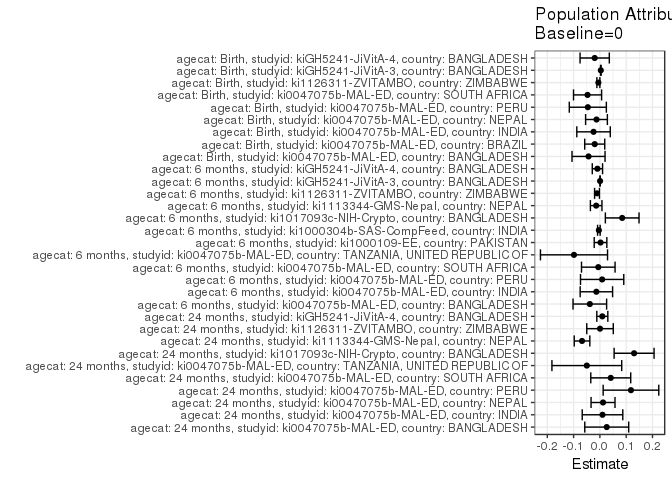 Population Attribu
Baseline=0
agecat: Birth, studyid: kiGH5241-JiVitA-4, country: BANGLADESH
agecat: Birth, studyid: kiGH5241-JiVitA-3, country: BANGLADESH
agecat: Birth, studyid: ki1126311-ZVITAMBO, country: ZIMBABWE
agecat: Birth, studyid: ki0047075b-MAL-ED, country: SOUTH AFRICA
agecat: Birth, studyid: ki0047075b-MAL-ED, country: PERU
agecat: Birth, studyid: ki0047075b-MAL-ED, country: NEPAL
agecat: Birth, studyid: ki0047075b-MAL-ED, country: INDIA
agecat: Birth, studyid: ki0047075b-MAL-ED, country: BRAZIL
agecat: Birth, studyid: ki0047075b-MAL-ED, country: BANGLADESH
agecat: 6 months, studyid: kiGH5241-JiVitA-4, country: BANGLADESH
agecat: 6 months, studyid: kiGH5241-JiVitA-3, country: BANGLADESH
agecat: 6 months, studyid: ki1126311-ZVITAMBO, country: ZIMBABWE
agecat: 6 months, studyid: ki1113344-GMS-Nepal, country: NEPAL
agecat: 6 months, studyid: ki1017093c-NIH-Crypto, country: BANGLADESH
agecat: 6 months, studyid: ki1000304b-SAS-CompFeed, country: INDIA
agecat: 6 months, studyid: ki1000109-EE, country: PAKISTAN
agecat: 6 months, studyid: ki0047075b-MAL-ED, country: TANZANIA, UNITED REPUBLIC OF
agecat: 6 months, studyid: ki0047075b-MAL-ED, country: SOUTH AFRICA
agecat: 6 months, studyid: ki0047075b-MAL-ED, country: PERU
agecat: 6 months, studyid: ki0047075b-MAL-ED, country: INDIA
agecat: 6 months, studyid: ki0047075b-MAL-ED, country: BANGLADESH
agecat: 24 months, studyid: kiGH5241-JiVitA-4, country: BANGLADESH
agecat: 24 months, studyid: ki1126311-ZVITAMBO, country: ZIMBABWE
agecat: 24 months, studyid: ki1113344-GMS-Nepal, country: NEPAL
agecat: 24 months, studyid: ki1017093c-NIH-Crypto, country: BANGLADESH
agecat: 24 months, studyid: ki0047075b-MAL-ED, country: TANZANIA, UNITED REPUBLIC OF
agecat: 24 months, studyid: ki0047075b-MAL-ED, country: SOUTH AFRICA
agecat: 24 months, studyid: ki0047075b-MAL-ED, country: PERU
agecat: 24 months, studyid: ki0047075b-MAL-ED, country: NEPAL
agecat: 24 months, studyid: ki0047075b-MAL-ED, country: INDIA
agecat: 24 months, studyid: ki0047075b-MAL-ED, country: BANGLADESH
-0.2 -0.1 0.0 0.1 0.2
Estimate